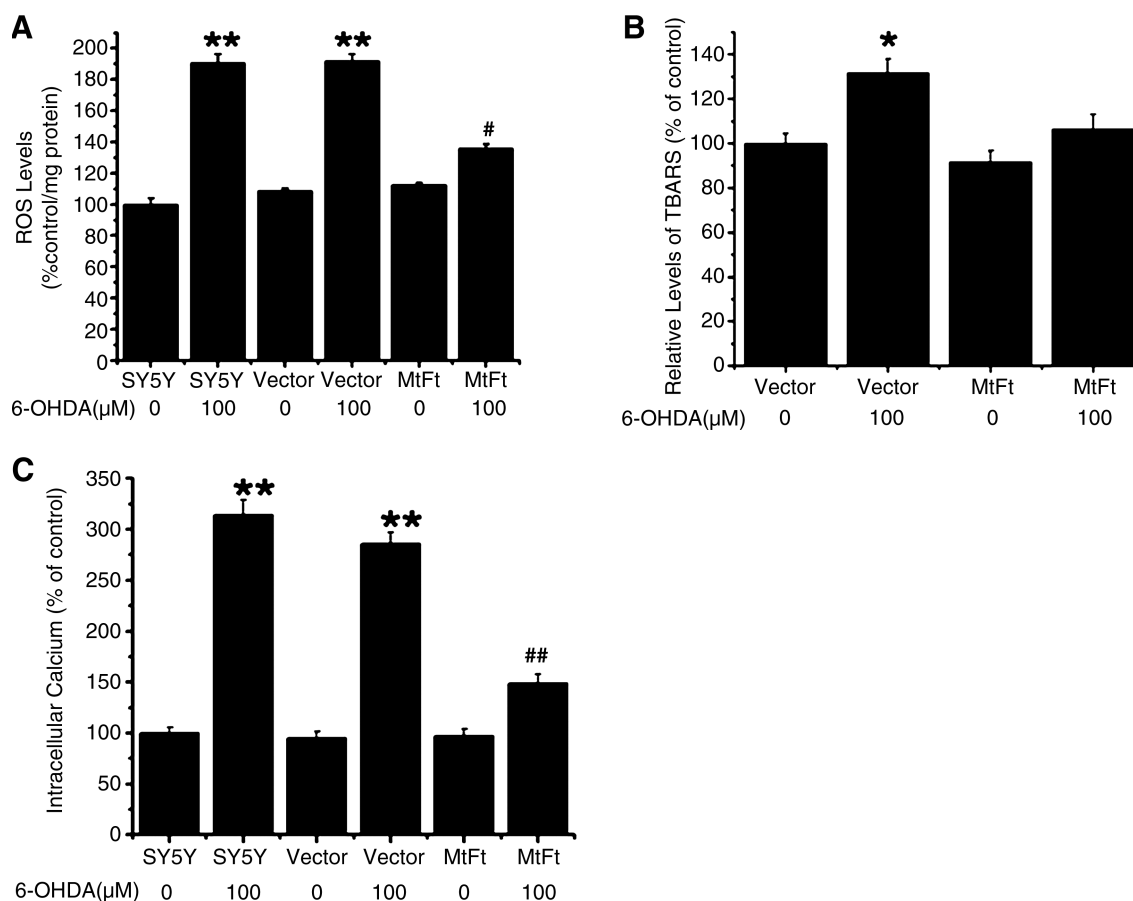 A
ROS Levels
(%control/mg protein)
200
180
160
140
120
100
80
60
40
20
0
**
**
#
SY5Y SY5Y Vector Vector MtFt MtFt
6-OHDA(μM) 0 100 0 100 0 100
B
Relative Levels of TBARS (% of control)
140
120
100
80
60
40
20
0
*
Vector Vector MtFt MtFt
6-OHDA(μM) 0 100 0 100
C
Intracellular Calcium (% of control)
350
300
250
200
150
100
50
0
**
**
##
SY5Y SY5Y Vector Vector MtFt MtFt
6-OHDA(μM) 0 100 0 100 0 100